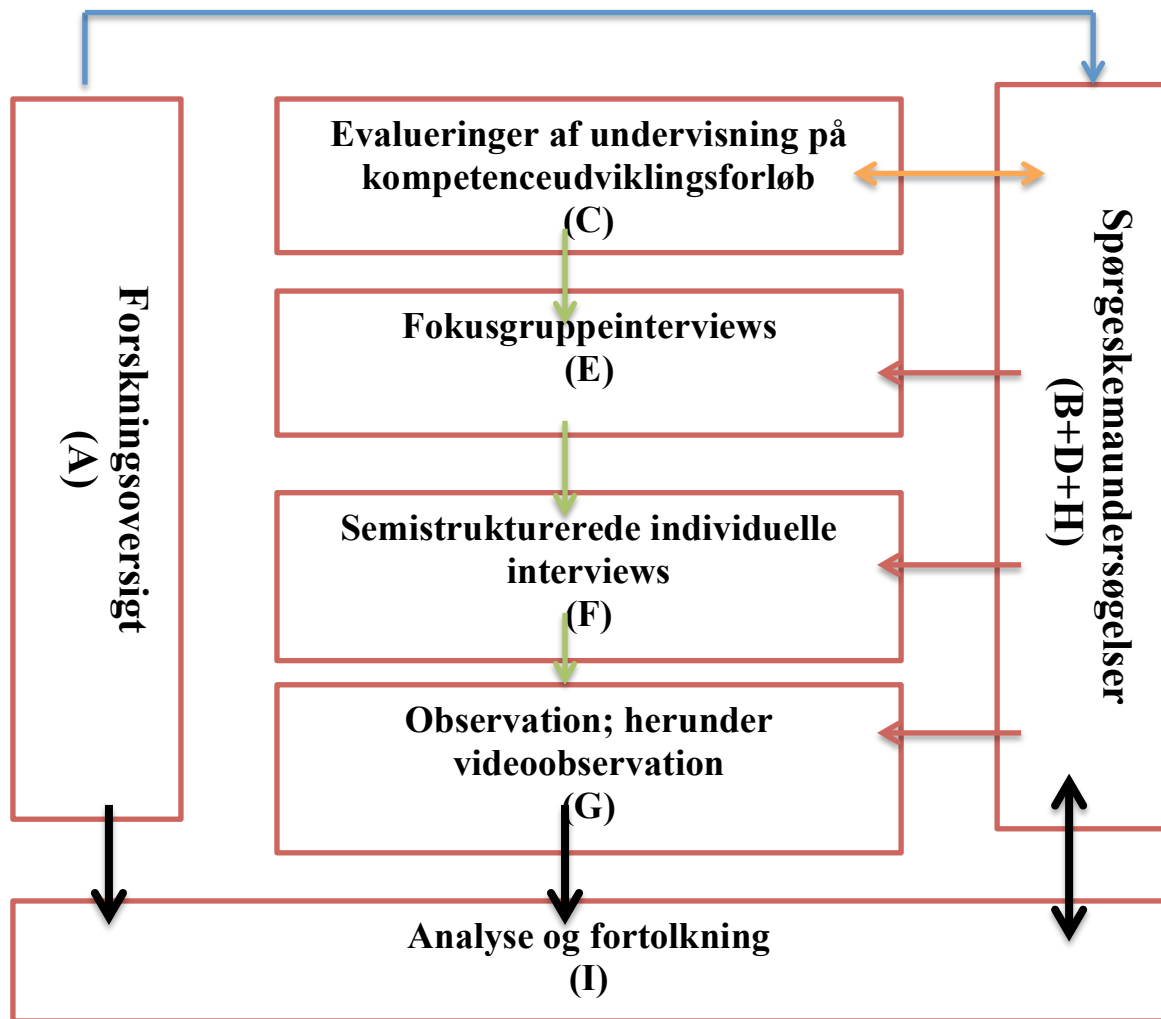 Forskningsoversigt
(A)
Evalueringer af undervisning på
kompetenceudviklingsforløb
(C)
Fokusgruppeinterviews
(E)
Semistrukturerede individuelle
interviews
(F)
Observation; herunder
videoobservation
(G)
Spørgeskemaundersøgelser
(B+D+H)
Analyse og fortolkning
(I)